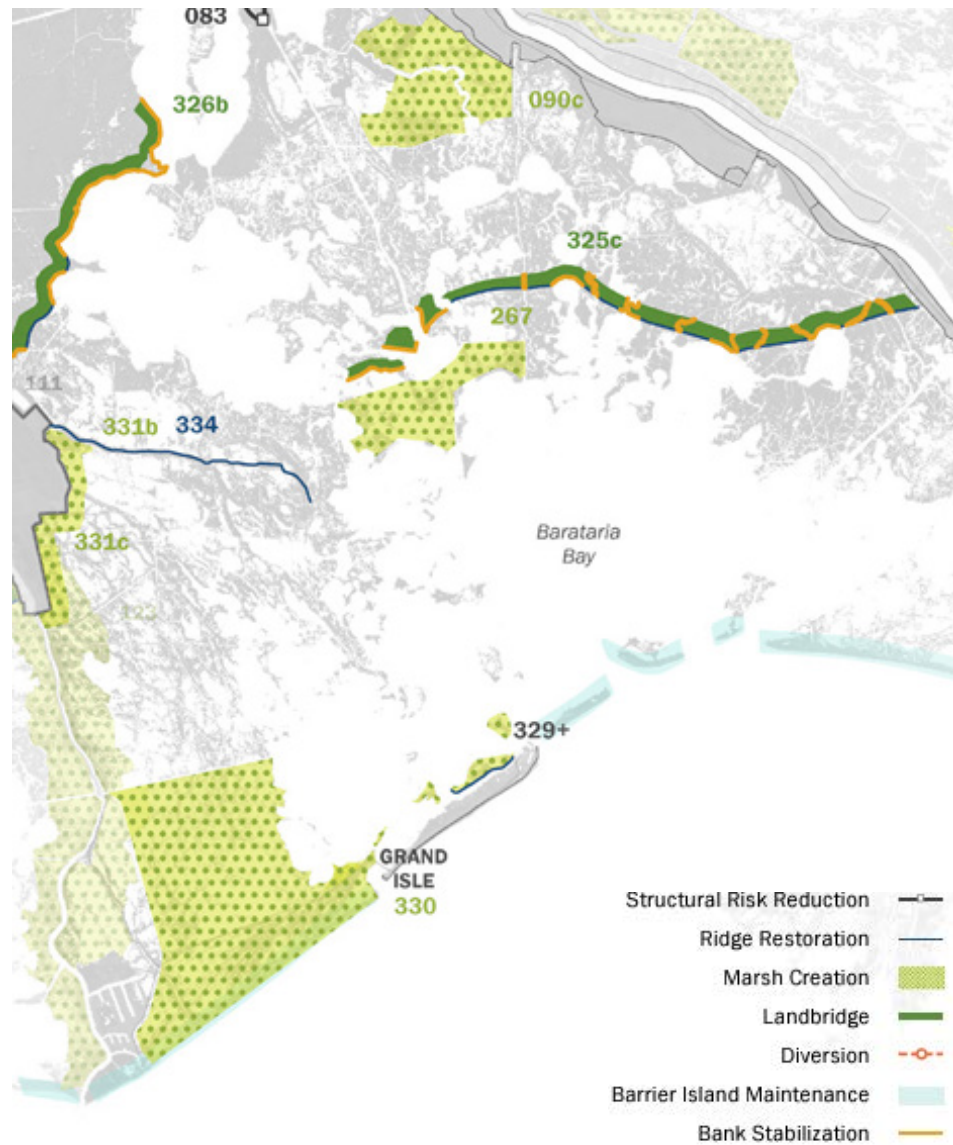 083
326b
090c
325c
267
111
331b 334
331c
Barataria
Bay
123
329+
GRAND
ISLE
330
Structural Risk Reduction
Ridge Restoration
Marsh Creation
Landbridge
Diversion
Barrier Island Maintenance
Bank Stabilization